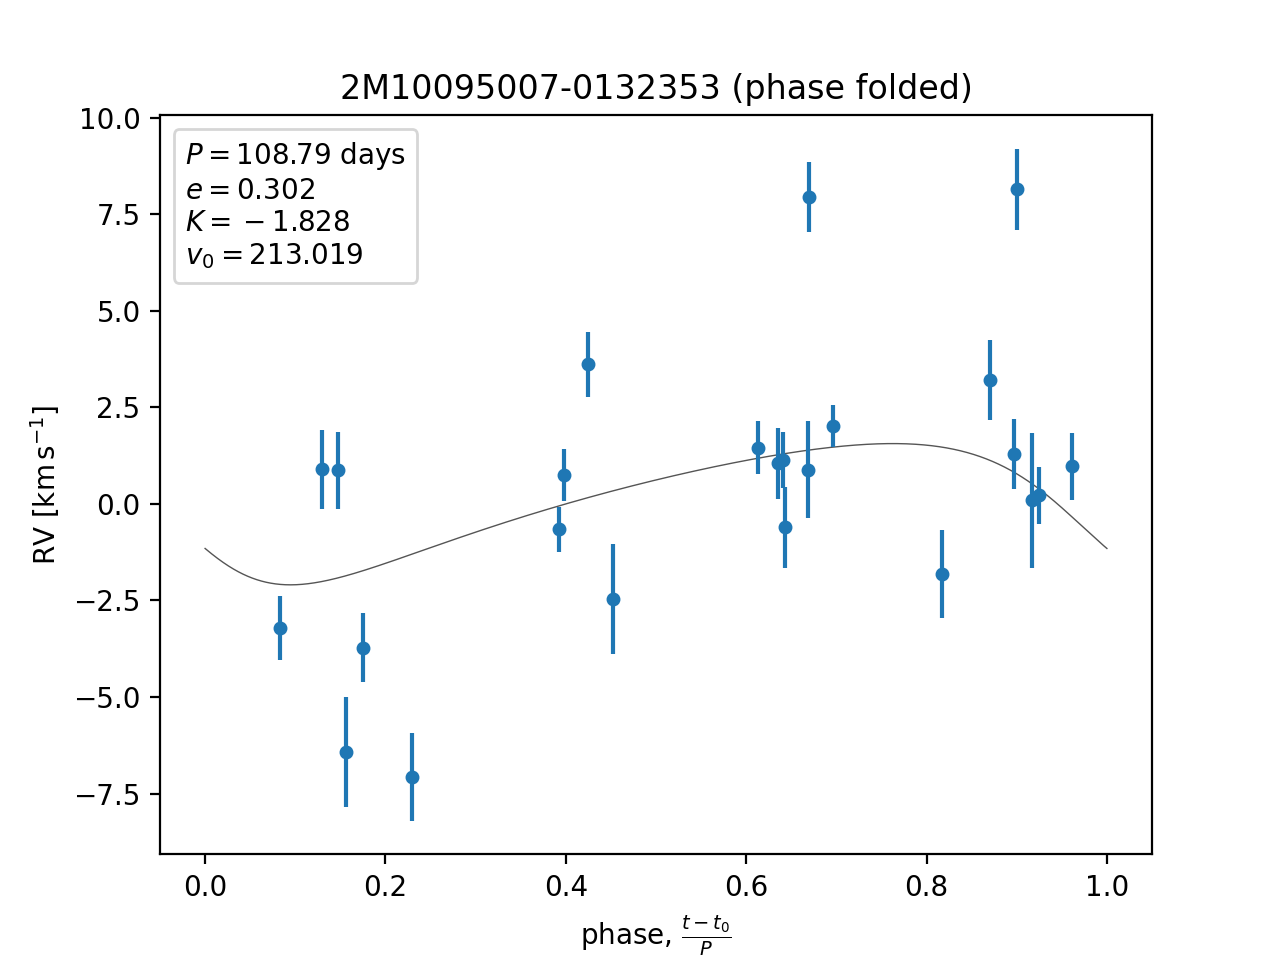 2M10095007-0132353 (phase folded)
P = 108.79 days
e = 0.302
K = −1.828
v₀ = 213.019
10.0
7.5
5.0
2.5
0.0
−2.5
−5.0
−7.5
RV [km s⁻¹]
0.0 0.2 0.4 0.6 0.8 1.0
phase, (t − t₀)/P